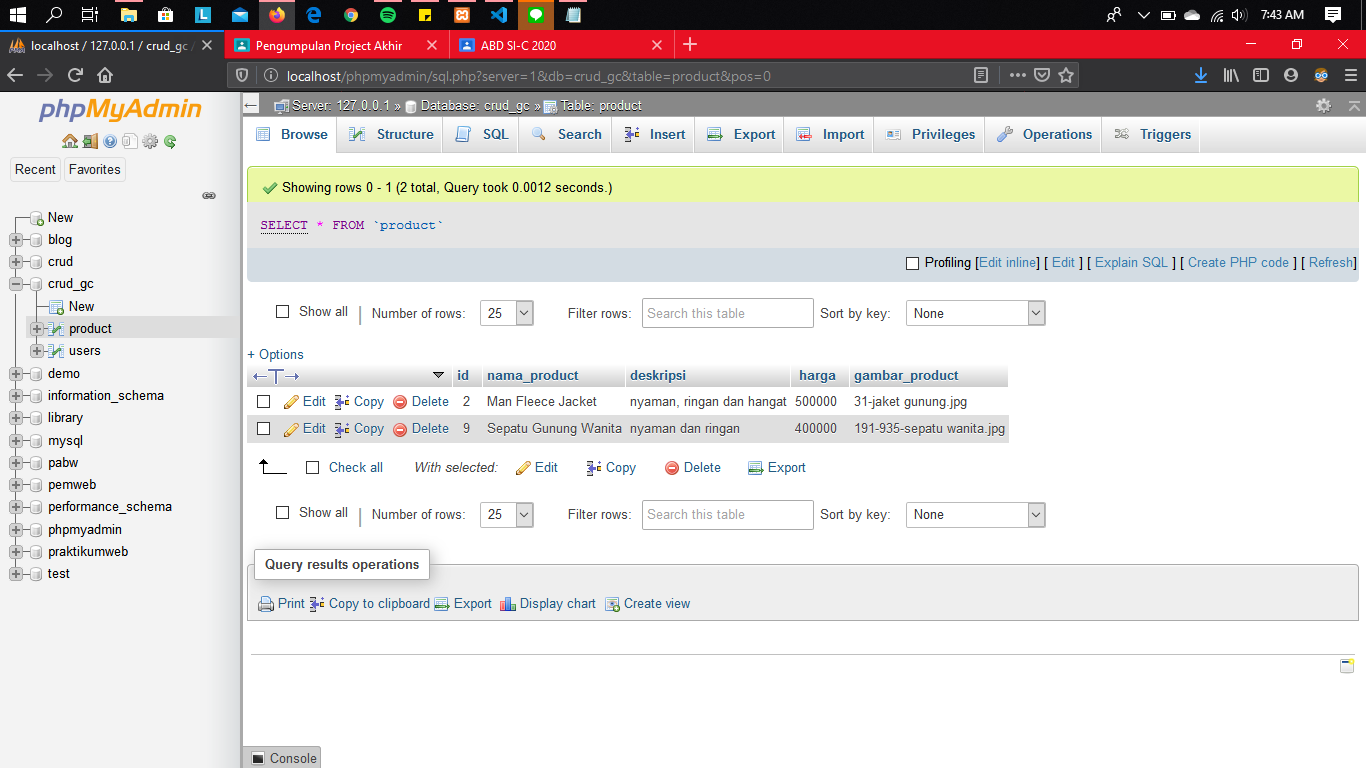 7:43 AM
localhost / 127.0.0.1 / crud_gc /
Pengumpulan Project Akhir
ABD SI-C 2020
localhost/phpmyadmin/sql.php?server=1&db=crud_gc&table=product&pos=0
phpMyAdmin
Recent Favorites
New
blog
crud
crud_gc
New
product
users
demo
information_schema
library
mysql
pabw
pemweb
performance_schema
phpmyadmin
praktikumweb
test
Server: 127.0.0.1 » Database: crud_gc » Table: product
Browse Structure SQL Search Insert Export Import Privileges Operations Triggers
Showing rows 0 - 1 (2 total, Query took 0.0012 seconds.)
SELECT * FROM `product`
Profiling [Edit inline] [ Edit ] [ Explain SQL ] [ Create PHP code ] [ Refresh]
Show all | Number of rows: 25 Filter rows: Search this table Sort by key: None
+ Options
←T→ id nama_product deskripsi harga gambar_product
Edit Copy Delete 2 Man Fleece Jacket nyaman, ringan dan hangat 500000 31-jaket gunung.jpg
Edit Copy Delete 9 Sepatu Gunung Wanita nyaman dan ringan 400000 191-935-sepatu wanita.jpg
Check all With selected: Edit Copy Delete Export
Show all | Number of rows: 25 Filter rows: Search this table Sort by key: None
Query results operations
Print Copy to clipboard Export Display chart Create view
Console